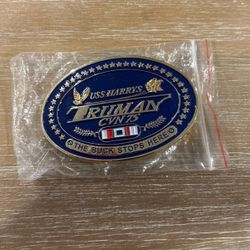 USS HARRY S.
TRUMAN
CVN 75
THE BUCK STOPS HERE